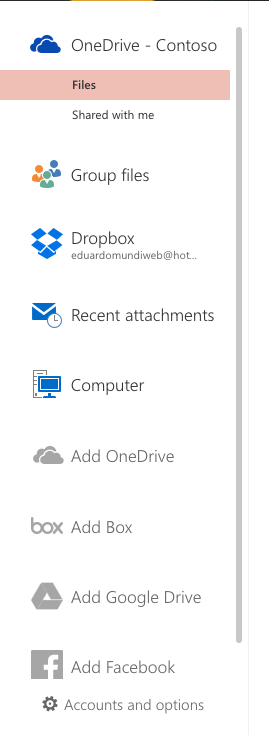 OneDrive - Contoso
Files
Shared with me
Group files
Dropbox
eduardomundiweb@hot...
Recent attachments
Computer
Add OneDrive
box Add Box
Add Google Drive
Add Facebook
Accounts and options